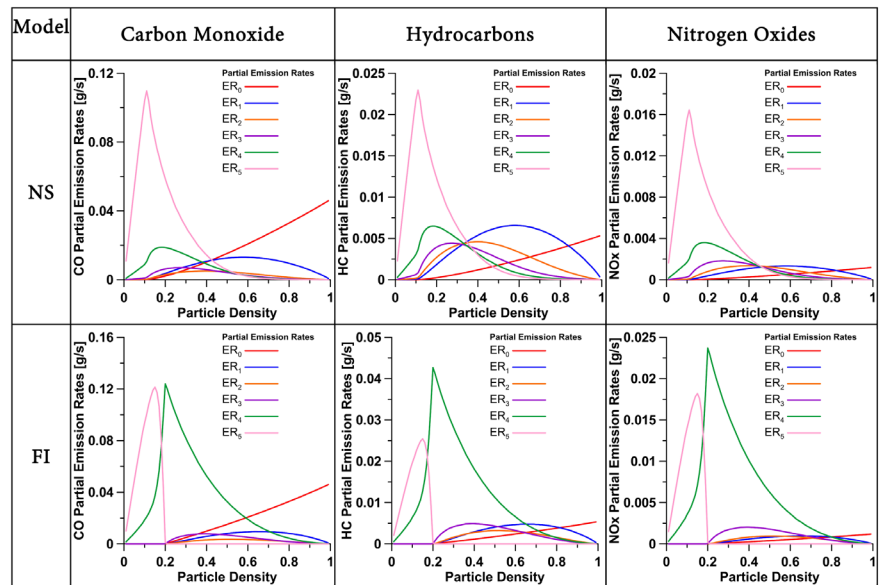 Model
Carbon Monoxide
Hydrocarbons
Nitrogen Oxides
NS
CO Partial Emission Rates [g/s]
0.12
0.08
0.04
0
Partial Emission Rates
ER0
ER1
ER2
ER3
ER4
ER5
0 0.2 0.4 0.6 0.8 1
Particle Density
HC Partial Emission Rates [g/s]
0.025
0.02
0.015
0.01
0.005
0
Partial Emission Rates
ER0
ER1
ER2
ER3
ER4
ER5
0 0.2 0.4 0.6 0.8 1
Particle Density
NOx Partial Emission Rates [g/s]
0.02
0.016
0.012
0.008
0.004
0
Partial Emission Rates
ER0
ER1
ER2
ER3
ER4
ER5
0 0.2 0.4 0.6 0.8 1
Particle Density
FI
CO Partial Emission Rates [g/s]
0.16
0.12
0.08
0.04
0
Partial Emission Rates
ER0
ER1
ER2
ER3
ER4
ER5
0 0.2 0.4 0.6 0.8 1
Particle Density
HC Partial Emission Rates [g/s]
0.05
0.04
0.03
0.02
0.01
0
Partial Emission Rates
ER0
ER1
ER2
ER3
ER4
ER5
0 0.2 0.4 0.6 0.8 1
Particle Density
NOx Partial Emission Rates [g/s]
0.025
0.02
0.015
0.01
0.005
0
Partial Emission Rates
ER0
ER1
ER2
ER3
ER4
ER5
0 0.2 0.4 0.6 0.8 1
Particle Density